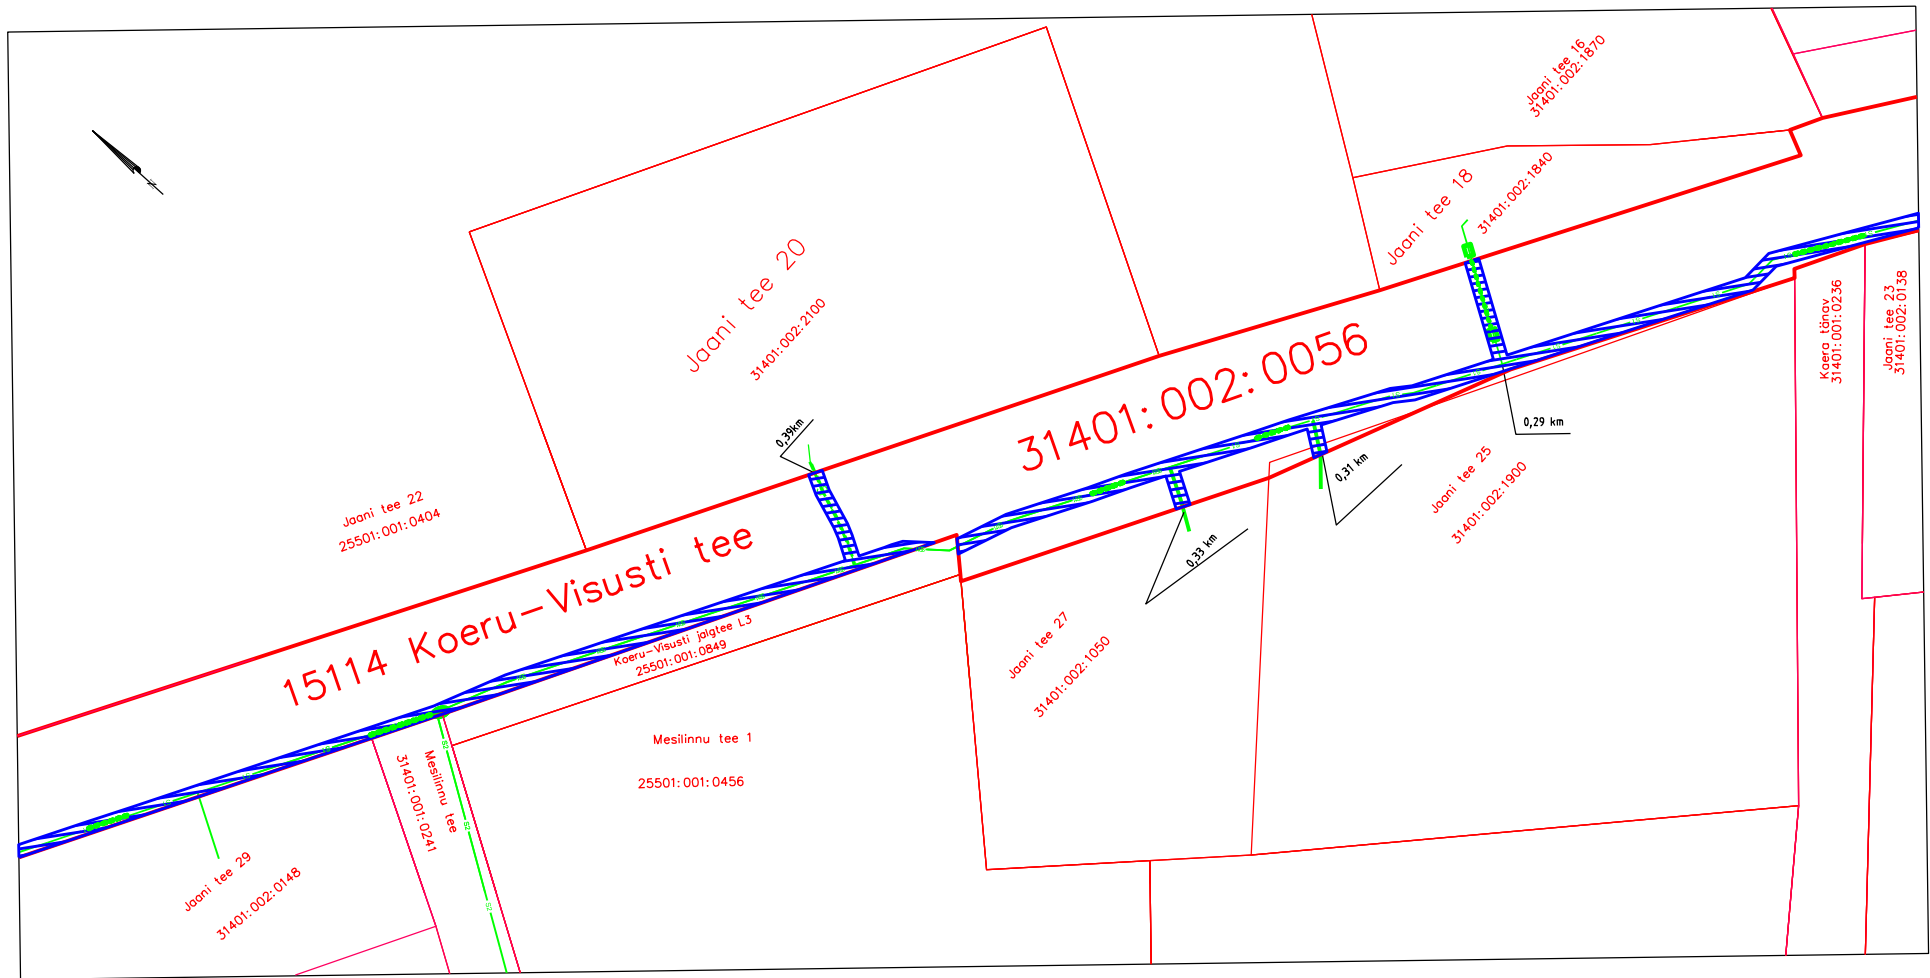 Jaani tee 16
31401:002:1870
Jaani tee 18
31401:002:1840
Jaani tee 20
31401:002:2100
Kaera tänav
31401:001:0236
Jaani tee 23
31401:002:0138
31401:002:0056
0,39km
0,29 km
0,31 km
0,33 km
Jaani tee 22
25501:001:0404
Jaani tee 25
31401:002:1900
15114 Koeru-Visusti tee
Koeru-Visusti jalgtee L3
25501:001:0849
Jaani tee 27
31401:002:1050
Mesilinnu tee 1
25501:001:0456
Mesilinnu tee
31401:001:0241
Jaani tee 29
31401:002:0148
N